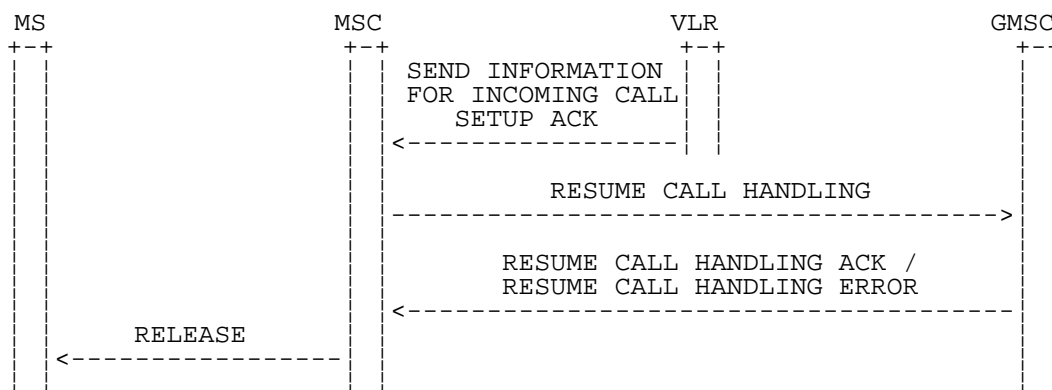 MS MSC VLR GMSC
SEND INFORMATION
FOR INCOMING CALL
SETUP ACK
RESUME CALL HANDLING
RESUME CALL HANDLING ACK /
RESUME CALL HANDLING ERROR
RELEASE